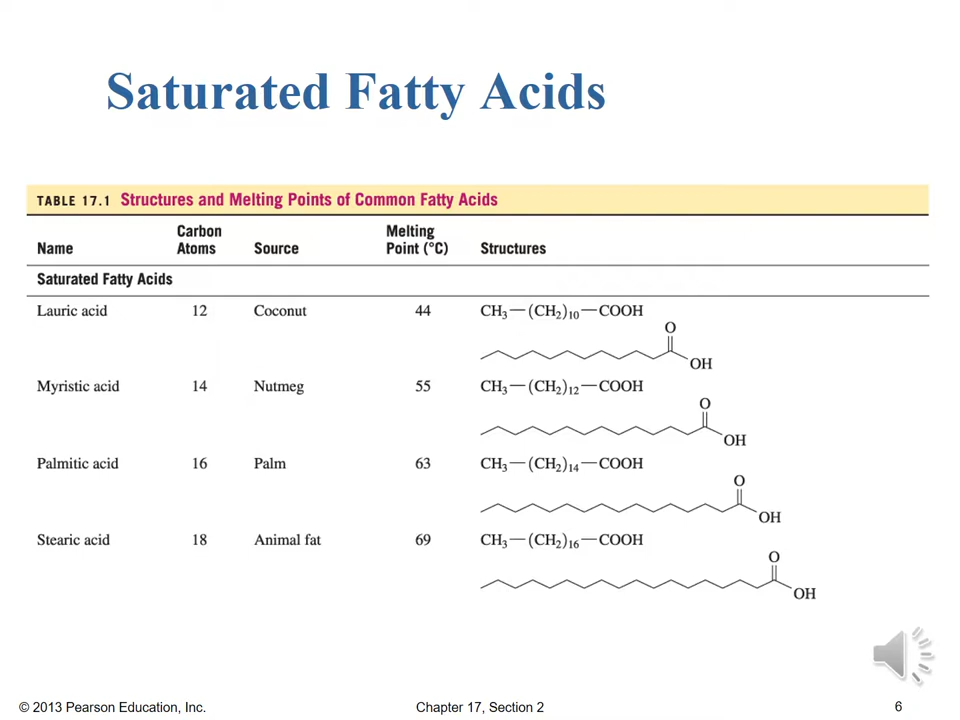 Saturated Fatty Acids
TABLE 17.1 Structures and Melting Points of Common Fatty Acids
Name Carbon Atoms Source Melting Point (°C) Structures
Saturated Fatty Acids
Lauric acid 12 Coconut 44 CH₃—(CH₂)₁₀—COOH
O
OH
Myristic acid 14 Nutmeg 55 CH₃—(CH₂)₁₂—COOH
O
OH
Palmitic acid 16 Palm 63 CH₃—(CH₂)₁₄—COOH
O
OH
Stearic acid 18 Animal fat 69 CH₃—(CH₂)₁₆—COOH
O
OH
© 2013 Pearson Education, Inc. Chapter 17, Section 2 6